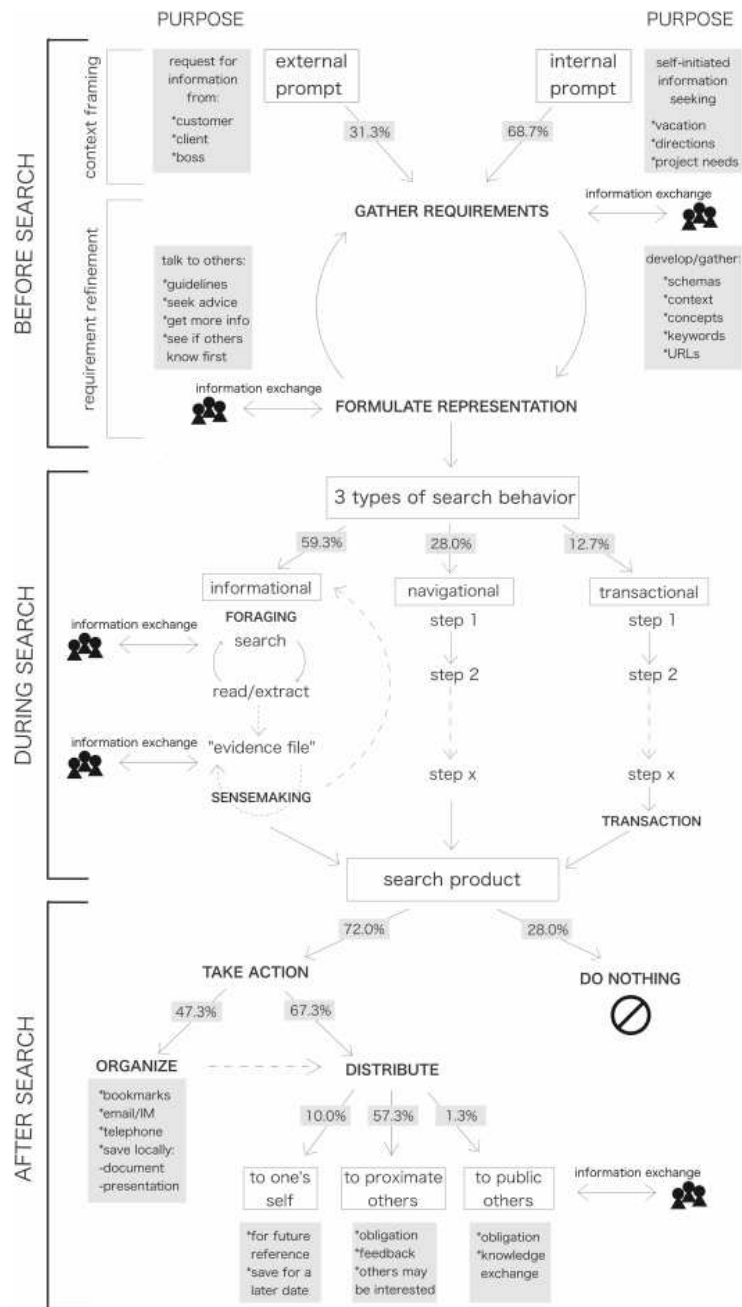 PURPOSE
PURPOSE
BEFORE SEARCH
context framing
request for
information
from:
*customer
*client
*boss
external
prompt
internal
prompt
self-initiated
information
seeking
*vacation
*directions
*project needs
31.3%
68.7%
GATHER REQUIREMENTS
information exchange
requirement refinement
talk to others:
*guidelines
*seek advice
*get more info
*see if others
know first
develop/gather:
*schemas
*context
*concepts
*keywords
*URLs
information exchange
FORMULATE REPRESENTATION
DURING SEARCH
3 types of search behavior
59.3%
28.0%
12.7%
informational
navigational
transactional
FORAGING
search
read/extract
"evidence file"
SENSEMAKING
information exchange
information exchange
step 1
step 2
step x
step 1
step 2
step x
TRANSACTION
search product
AFTER SEARCH
72.0%
28.0%
TAKE ACTION
DO NOTHING
47.3%
67.3%
ORGANIZE
DISTRIBUTE
*bookmarks
*email/IM
*telephone
*save locally:
-document
-presentation
10.0%
57.3%
1.3%
to one's
self
to proximate
others
to public
others
information exchange
*for future
reference
*save for a
later date
*obligation
*feedback
*others may
be interested
*obligation
*knowledge
exchange